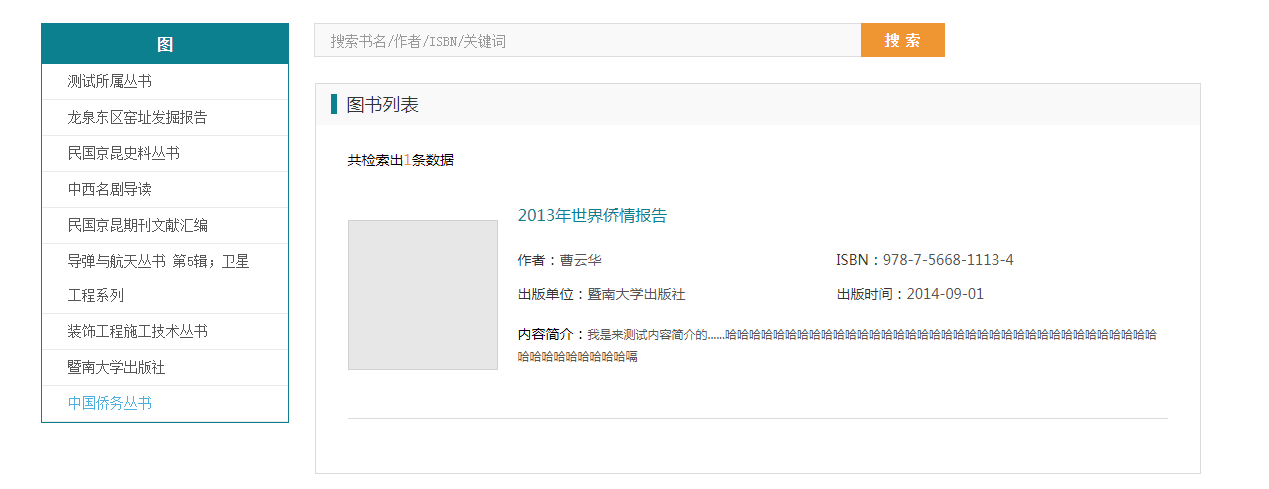 图
测试所属丛书
龙泉东区窑址发掘报告
民国京昆史料丛书
中西名剧导读
民国京昆期刊文献汇编
导弹与航天丛书 第5辑；卫星
工程系列
装饰工程施工技术丛书
暨南大学出版社
中国侨务丛书
搜索书名/作者/ISBN/关键词
搜 索
图书列表
共检索出1条数据
2013年世界侨情报告
作者：曹云华
ISBN：978-7-5668-1113-4
出版单位：暨南大学出版社
出版时间：2014-09-01
内容简介：我是来测试内容简介的......哈哈哈哈哈哈哈哈哈哈哈哈哈哈哈哈哈哈哈哈哈哈哈哈哈哈哈哈哈哈哈哈哈哈哈哈
哈哈哈哈哈哈哈哈哈嗝